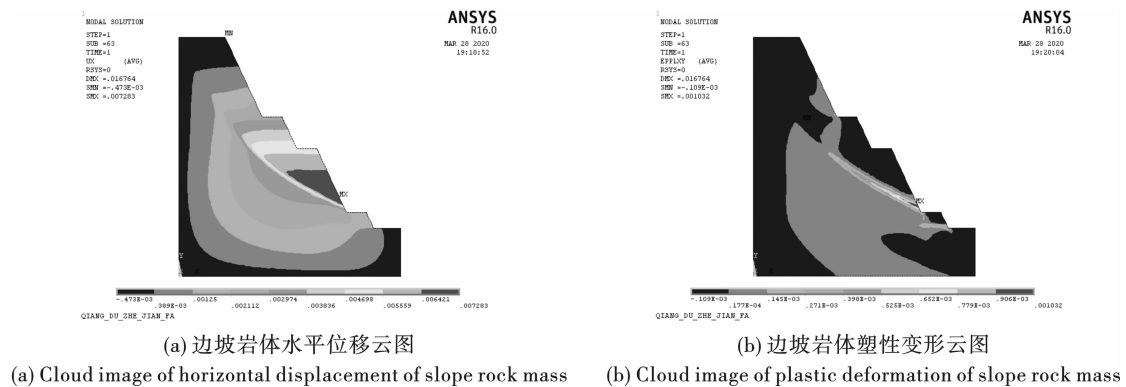 1
NODAL SOLUTION
STEP=1
SUB =63
TIME=1
UX (AVG)
RSYS=0
DMX =.016764
SMN =-.473E-03
SMX =.007283
ANSYS
R16.0
MAR 28 2020
19:18:52
MN
MX
Y
-.473E-03 .00125 .002974 .004698 .006421
.389E-03 .002112 .003836 .005559 .007283
QIANG_DU_ZHE_JIAN_FA
(a) 边坡岩体水平位移云图
(a) Cloud image of horizontal displacement of slope rock mass
1
NODAL SOLUTION
STEP=1
SUB =63
TIME=1
EPPLXY (AVG)
RSYS=0
DMX =.016764
SMN =-.109E-03
SMX =.001032
ANSYS
R16.0
MAR 28 2020
19:20:04
MX
Y
-.109E-03 .145E-03 .398E-03 .652E-03 .906E-03
.177E-04 .271E-03 .525E-03 .779E-03 .001032
QIANG_DU_ZHE_JIAN_FA
(b) 边坡岩体塑性变形云图
(b) Cloud image of plastic deformation of slope rock mass